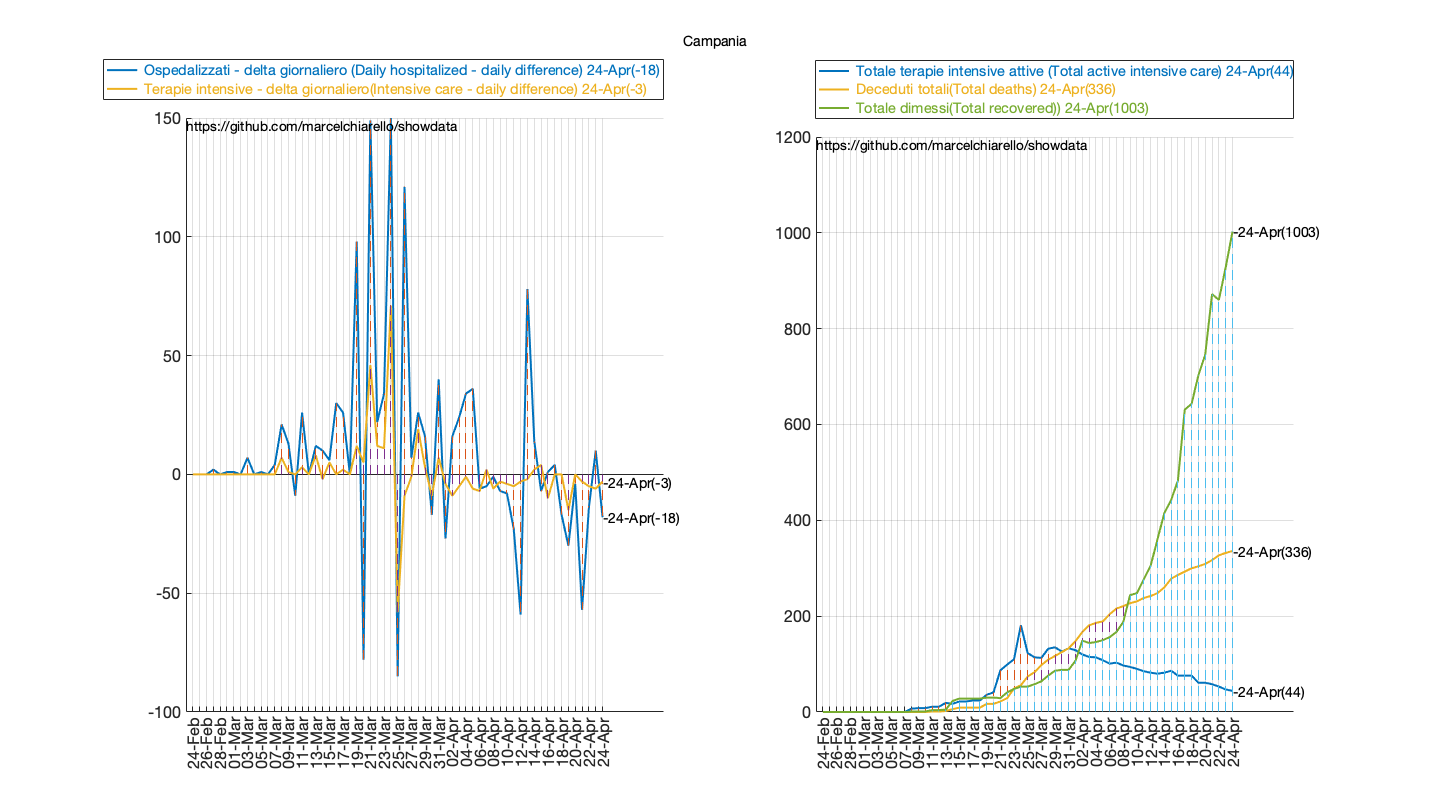 Campania
Ospedalizzati - delta giornaliero (Daily hospitalized - daily difference) 24-Apr(-18)
Terapie intensive - delta giornaliero(Intensive care - daily difference) 24-Apr(-3)
https://github.com/marcelchiarello/showdata
150
100
50
0
-50
-100
-24-Apr(-3)
-24-Apr(-18)
24-Feb
26-Feb
28-Feb
01-Mar
03-Mar
05-Mar
07-Mar
09-Mar
11-Mar
13-Mar
15-Mar
17-Mar
19-Mar
21-Mar
23-Mar
25-Mar
27-Mar
29-Mar
31-Mar
02-Apr
04-Apr
06-Apr
08-Apr
10-Apr
12-Apr
14-Apr
16-Apr
18-Apr
20-Apr
22-Apr
24-Apr
Totale terapie intensive attive (Total active intensive care) 24-Apr(44)
Deceduti totali(Total deaths) 24-Apr(336)
Totale dimessi(Total recovered)) 24-Apr(1003)
https://github.com/marcelchiarello/showdata
1200
1000
800
600
400
200
0
-24-Apr(1003)
-24-Apr(336)
-24-Apr(44)
24-Feb
26-Feb
28-Feb
01-Mar
03-Mar
05-Mar
07-Mar
09-Mar
11-Mar
13-Mar
15-Mar
17-Mar
19-Mar
21-Mar
23-Mar
25-Mar
27-Mar
29-Mar
31-Mar
02-Apr
04-Apr
06-Apr
08-Apr
10-Apr
12-Apr
14-Apr
16-Apr
18-Apr
20-Apr
22-Apr
24-Apr